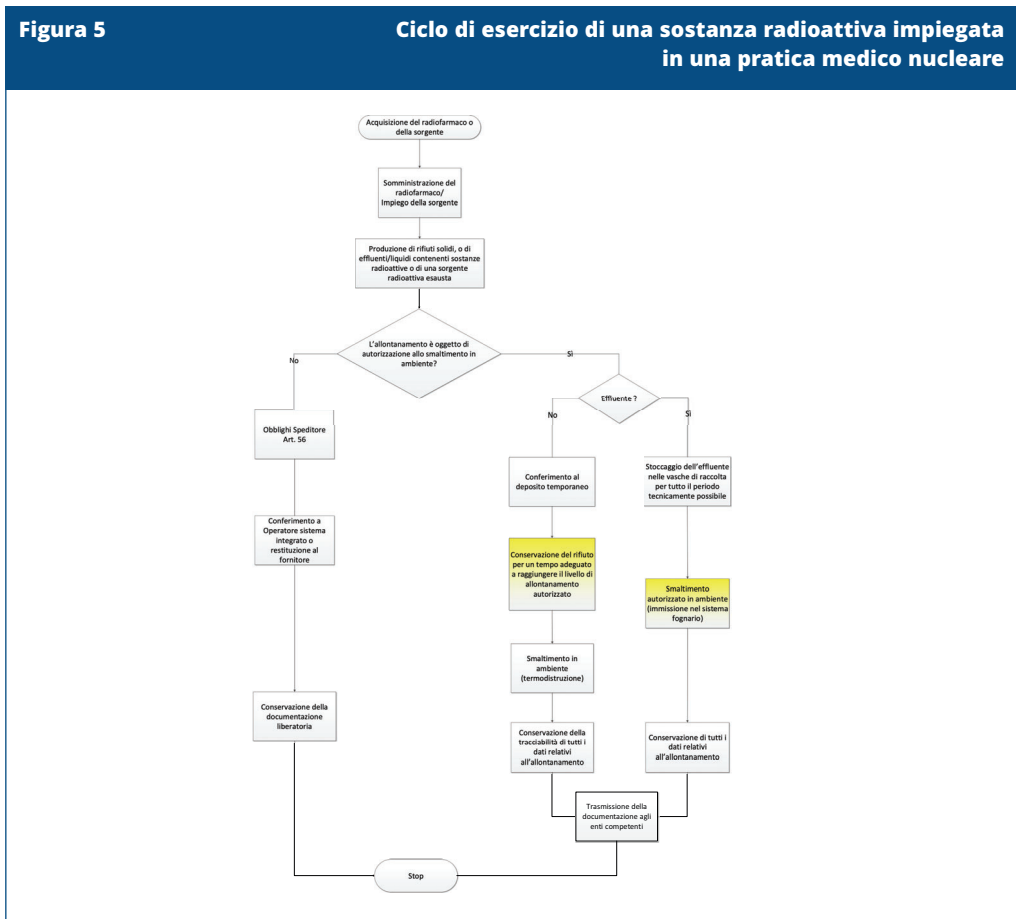 Figura 5
Ciclo di esercizio di una sostanza radioattiva impiegata
in una pratica medico nucleare
Acquisizione del radiofarmaco o
della sorgente
Somministrazione del
radiofarmaco/
Impiego della sorgente
Produzione di rifiuti solidi, o di
effluenti/liquidi contenenti sostanze
radioattive o di una sorgente
radioattiva esausta
L'allontanamento è oggetto di
autorizzazione allo smaltimento in
ambiente?
No
Sì
Effluente ?
No
Sì
Obblighi Speditore
Art. 56
Conferimento a
Operatore sistema
integrato o
restituzione al
fornitore
Conservazione della
documentazione
liberatoria
Conferimento al
deposito temporaneo
Conservazione del rifiuto
per un tempo adeguato
a raggiungere il livello di
allontanamento
autorizzato
Smaltimento in
ambiente
(termodistruzione)
Conservazione della
tracciabilità di tutti i
dati relativi
all'allontanamento
Stoccaggio dell'effluente
nelle vasche di raccolta
per tutto il periodo
tecnicamente possibile
Smaltimento
autorizzato in ambiente
(immissione nel sistema
fognario)
Conservazione di tutti i
dati relativi
all'allontanamento
Trasmissione della
documentazione agli
enti competenti
Stop